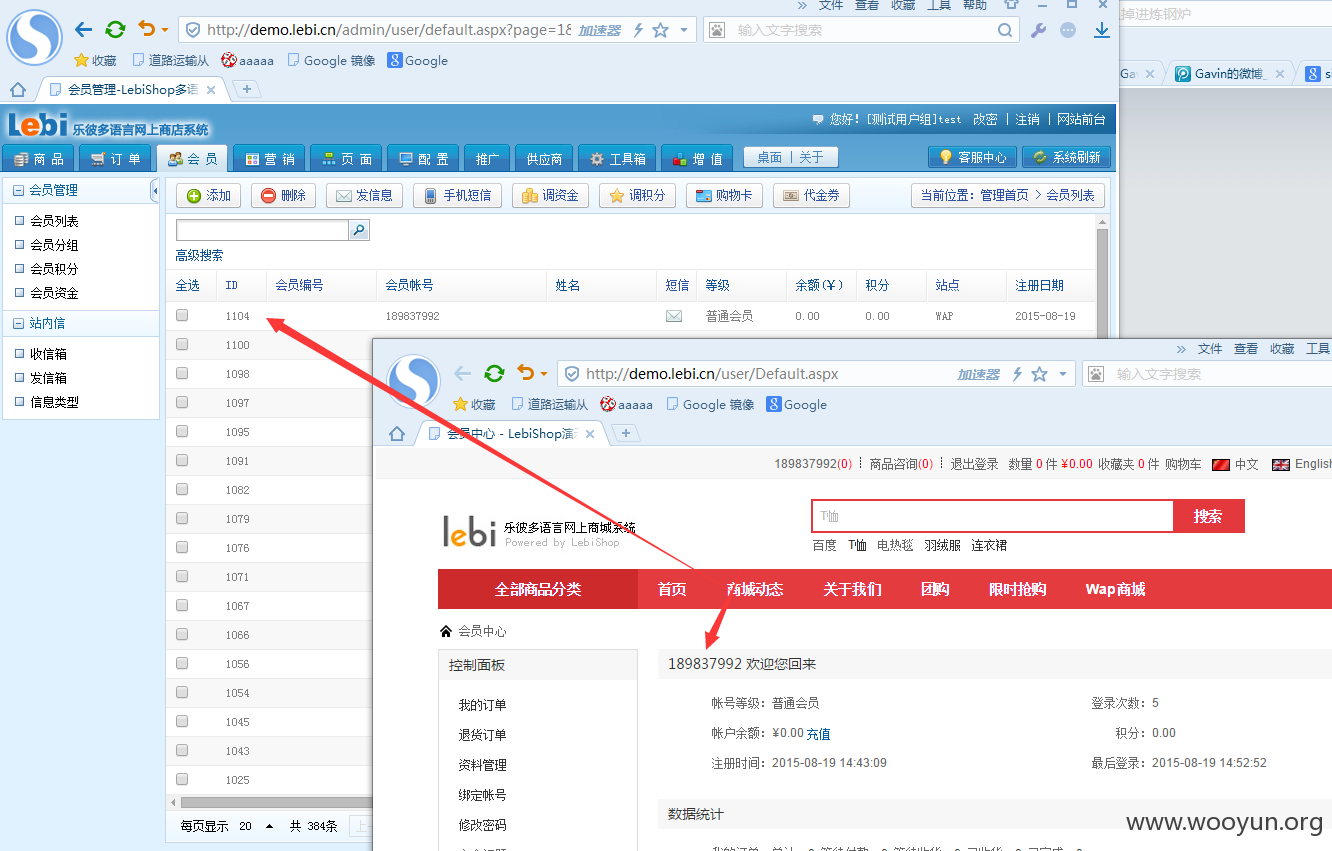 » 文件 查看 收藏 工具 帮助
掉进炼钢炉
http://demo.lebi.cn/admin/user/default.aspx?page=18 加速器 输入文字搜索
收藏 道路运输从 aaaaa Google 镜像 Google
会员管理-LebiShop多语 × +
Ga × Gavin的微博_ ×
Lebi 乐彼多语言网上商店系统
您好! [测试用户组]test 改密 | 注销 | 网站前台
商品 订单 会员 营销 页面 配置 推广 供应商 工具箱 增值 桌面 | 关于 客服中心 系统刷新
会员管理
会员列表
会员分组
会员积分
会员资金
站内信
收信箱
发信箱
信息类型
添加 删除 发信息 手机短信 调资金 调积分 购物卡 代金券 当前位置: 管理首页 > 会员列表
高级搜索
全选 ID 会员编号 会员帐号 姓名 短信 等级 余额(¥) 积分 站点 注册日期
1104 189837992 普通会员 0.00 0.00 WAP 2015-08-19
1100
1098
1097
1095
1091
1082
1079
1076
1071
1067
1066
1056
1054
1045
1043
1025
每页显示 20 共 384条 上一
» 文件 查看 收藏 工具
http://demo.lebi.cn/user/Default.aspx 加速器 输入文字搜索
收藏 道路运输从 aaaaa Google 镜像 Google
会员中心 - LebiShop演示 × +
189837992(0) 商品咨询(0) 退出登录 数量 0 件 ¥0.00 收藏夹 0 件 购物车 中文 English
lebi 乐彼多语言网上商城系统
Powered by LebiShop
T恤 搜索
百度 T恤 电热毯 羽绒服 连衣裙
全部商品分类 首页 商城动态 关于我们 团购 限时抢购 Wap商城
会员中心
控制面板
我的订单
退货订单
资料管理
绑定帐号
修改密码
189837992 欢迎您回来
帐号等级: 普通会员 登录次数: 5
帐户余额: ¥0.00 充值 积分: 0.00
注册时间: 2015-08-19 14:43:09 最后登录: 2015-08-19 14:52:52
数据统计
www.wooyun.org